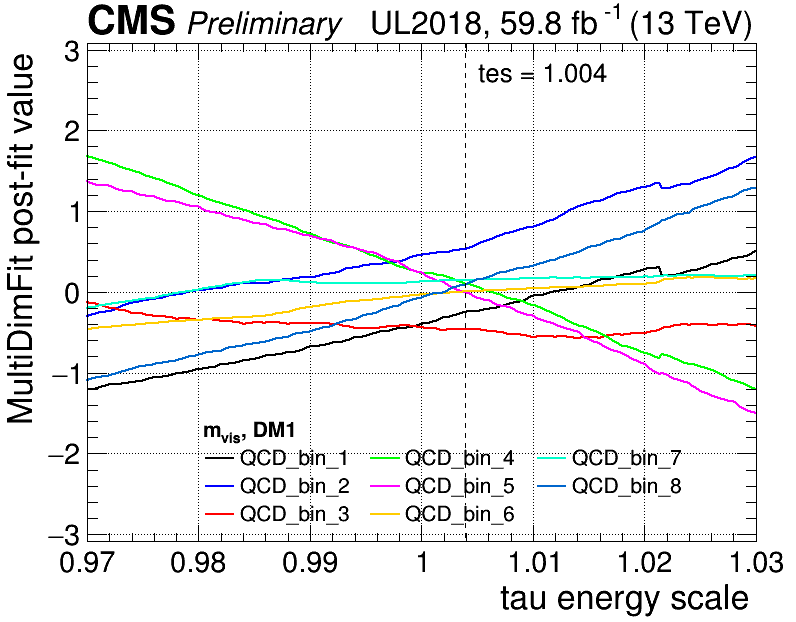 CMS Preliminary UL2018, 59.8 fb⁻¹ (13 TeV)
MultiDimFit post-fit value
3
2
1
0
−1
−2
−3
tes = 1.004
m_vis, DM1
QCD_bin_1 QCD_bin_4 QCD_bin_7
QCD_bin_2 QCD_bin_5 QCD_bin_8
QCD_bin_3 QCD_bin_6
0.97 0.98 0.99 1 1.01 1.02 1.03
tau energy scale